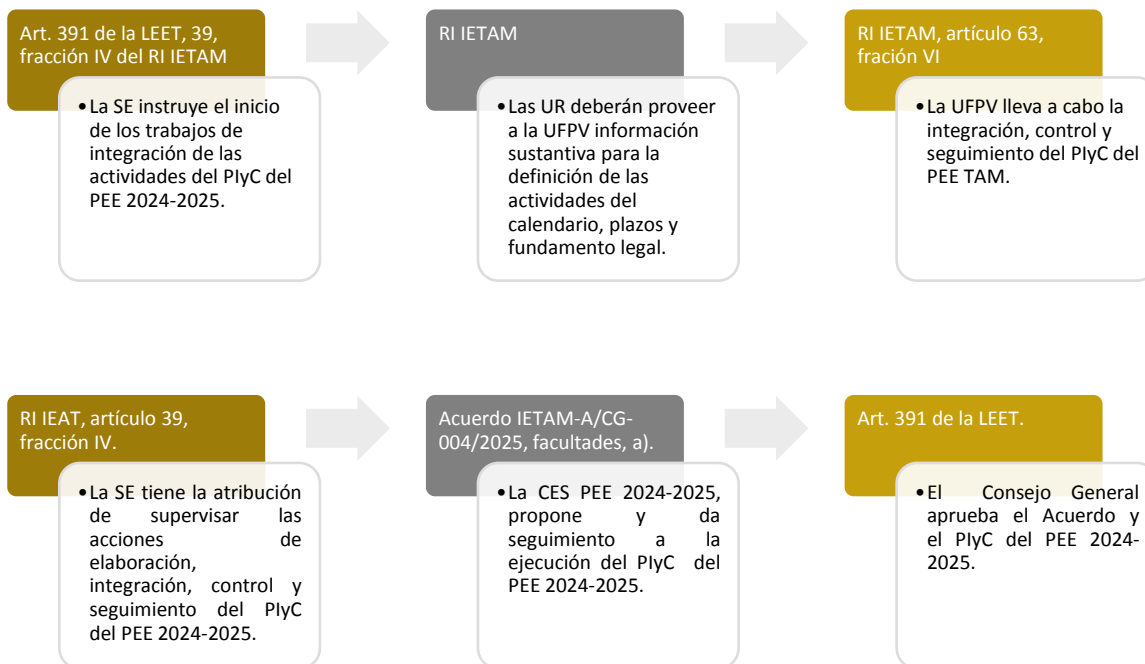 Art. 391 de la LEET, 39,
fracción IV del RI IETAM
•La SE instruye el inicio
de los trabajos de
integración de las
actividades del PIyC del
PEE 2024-2025.
RI IETAM
•Las UR deberán proveer
a la UFPV información
sustantiva para la
definición de las
actividades del
calendario, plazos y
fundamento legal.
RI IETAM, artículo 63,
fración VI
•La UFPV lleva a cabo la
integración, control y
seguimiento del PIyC del
PEE TAM.
RI IEAT, artículo 39,
fracción IV.
•La SE tiene la atribución
de supervisar las
acciones de
elaboración,
integración, control y
seguimiento del PIyC
del PEE 2024-2025.
Acuerdo IETAM-A/CG-
004/2025, facultades, a).
•La CES PEE 2024-2025,
propone y da
seguimiento a la
ejecución del PIyC del
PEE 2024-2025.
Art. 391 de la LEET.
•El Consejo General
aprueba el Acuerdo y
el PIyC del PEE 2024-
2025.